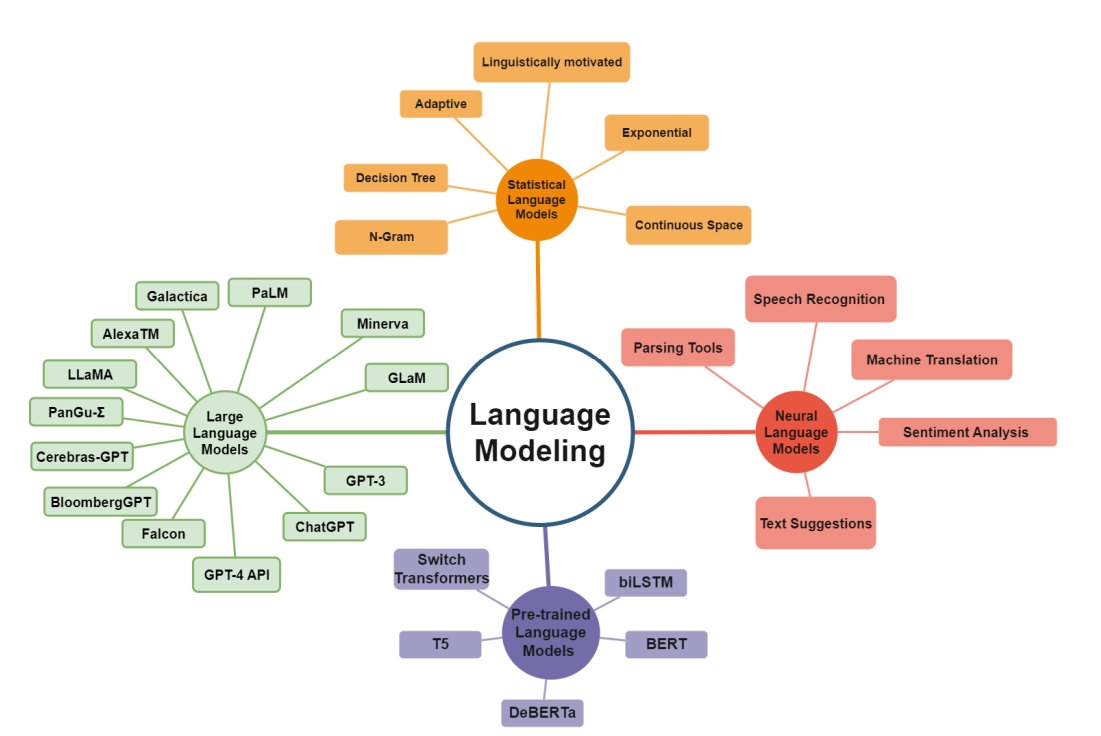 Linguistically motivated
Adaptive
Exponential
Decision Tree
Statistical
Language
Models
N-Gram
Continuous Space
Galactica
PaLM
AlexaTM
Minerva
LLaMA
GLaM
PanGu-Σ
Large
Language
Models
Cerebras-GPT
BloombergGPT
Falcon
GPT-4 API
ChatGPT
GPT-3
Language
Modeling
Speech Recognition
Parsing Tools
Machine Translation
Neural
Language
Models
Sentiment Analysis
Text Suggestions
Switch
Transformers
biLSTM
Pre-trained
Language
Models
T5
BERT
DeBERTa